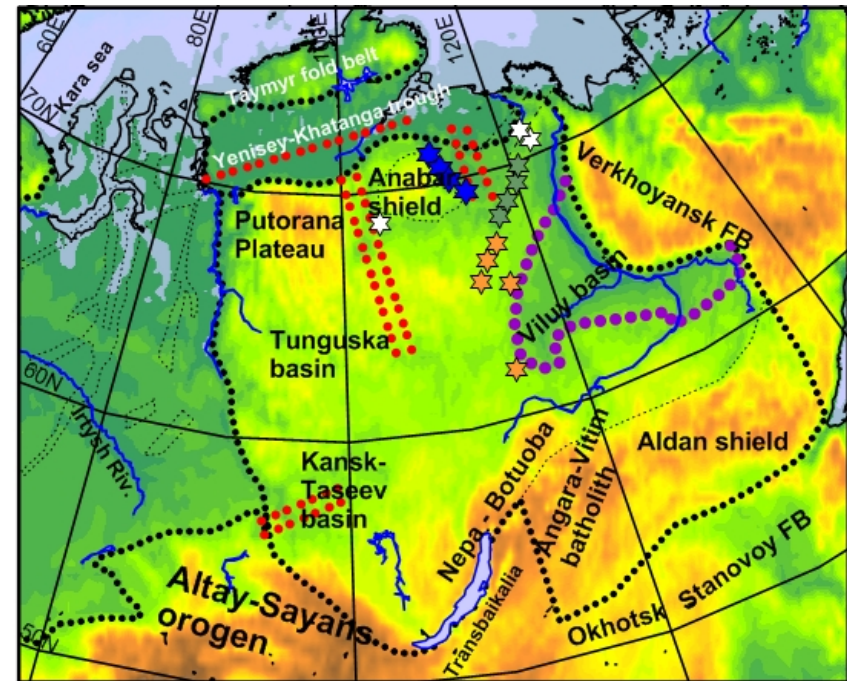 60E
80E
120E
70N
Kara sea
Taymyr fold belt
Yenisey-Khatanga trough
Anabar
shield
Verkhoyansk FB
Putorana
Plateau
Viluy basin
Tunguska
basin
60N
Irtysh Riv.
Kansk-
Taseev
basin
Nepa - Botuoba
Angara-Vitim
batholith
Aldan shield
Altay-Sayans
orogen
Transbaikalia
Okhotsk
Stanovoy FB
50N